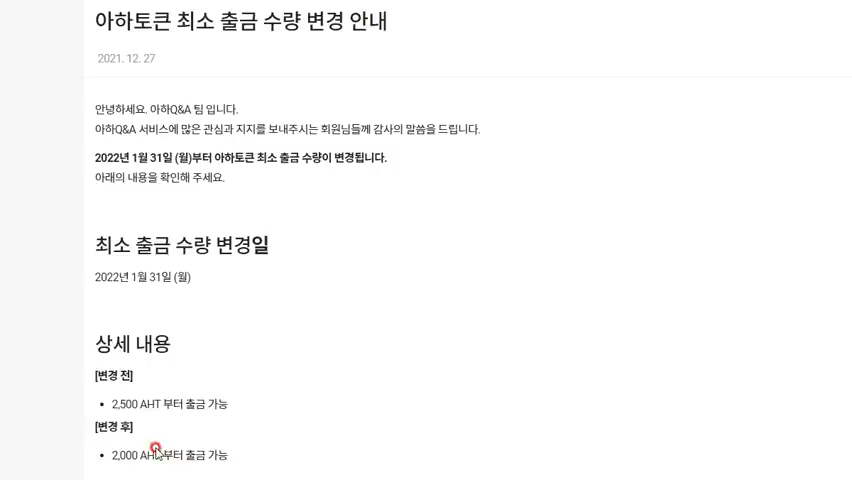 아하토큰 최소 출금 수량 변경 안내
2021. 12. 27
안녕하세요. 아하Q&A 팀 입니다.
아하Q&A 서비스에 많은 관심과 지지를 보내주시는 회원님들께 감사의 말씀을 드립니다.
2022년 1월 31일 (월)부터 아하토큰 최소 출금 수량이 변경됩니다.
아래의 내용을 확인해 주세요.
최소 출금 수량 변경일
2022년 1월 31일 (월)
상세 내용
[변경 전]
• 2,500 AHT 부터 출금 가능
[변경 후]
• 2,000 AHT 부터 출금 가능